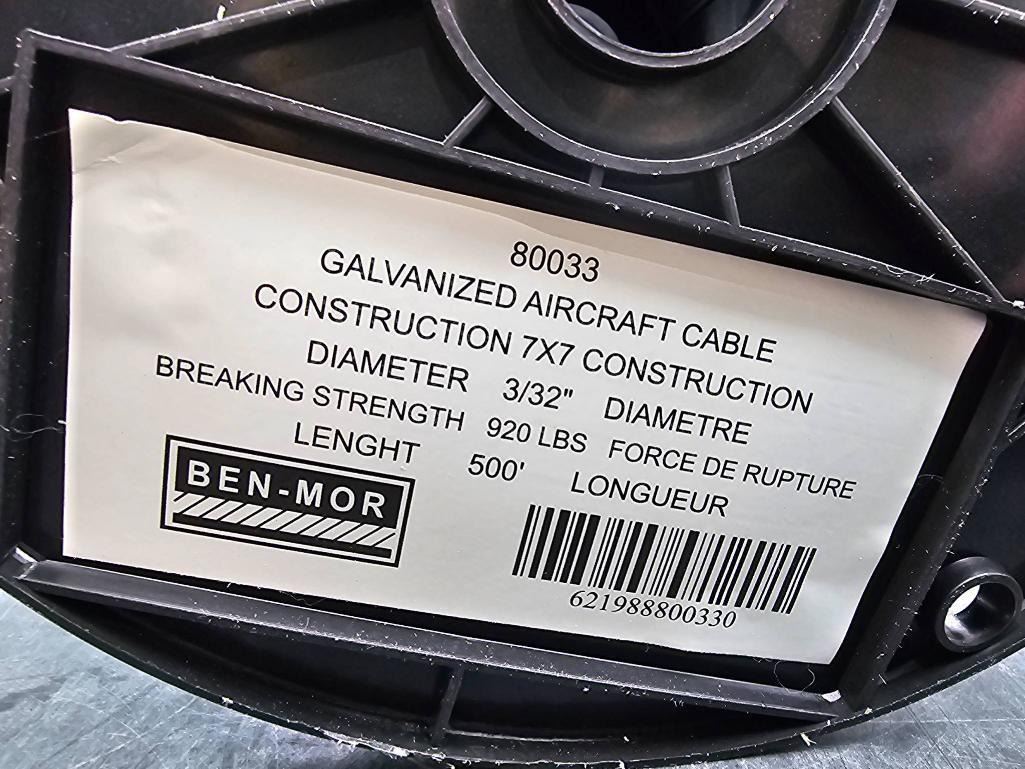 80033
GALVANIZED AIRCRAFT CABLE
CONSTRUCTION 7X7 CONSTRUCTION
DIAMETER 3/32" DIAMETRE
BREAKING STRENGTH 920 LBS FORCE DE RUPTURE
LENGHT 500' LONGUEUR
BEN-MOR
621988800330